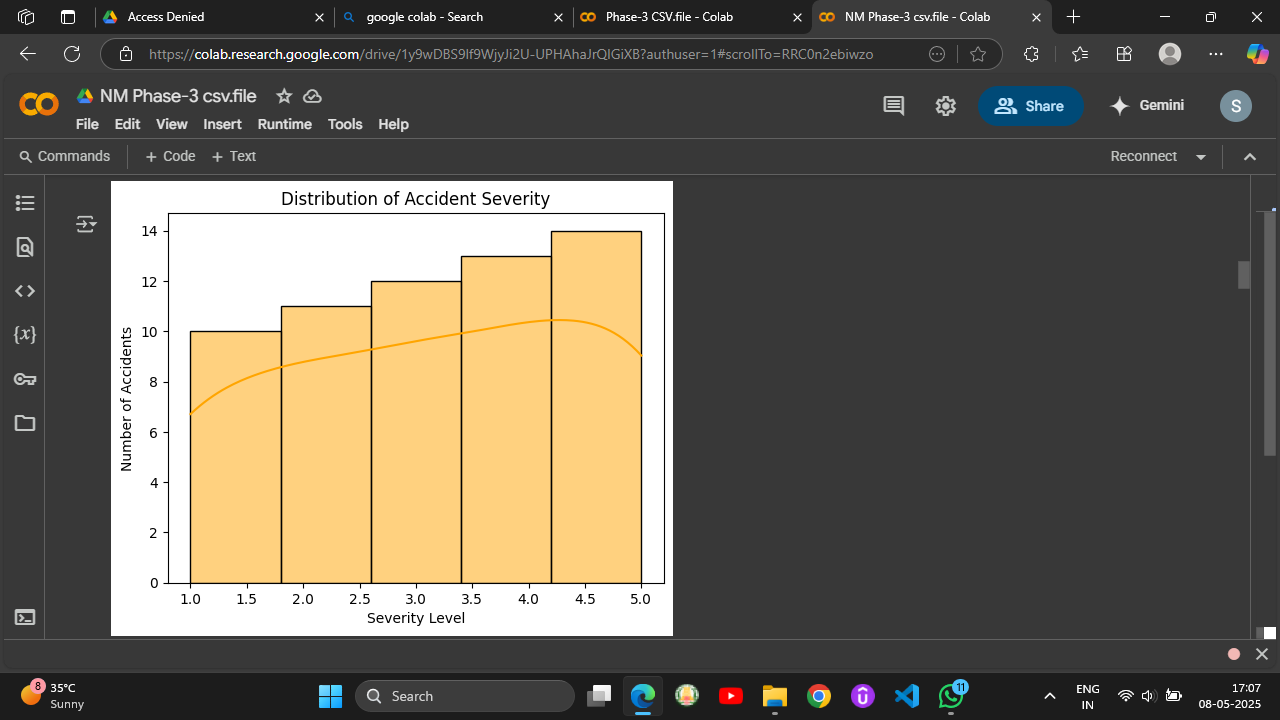 Access Denied
google colab - Search
Phase-3 CSV.file - Colab
NM Phase-3 csv.file - Colab
https://colab.research.google.com/drive/1y9wDBS9lf9WjyJi2U-UPHAhaJrQlGiXB?authuser=1#scrollTo=RRC0n2ebiwzo
NM Phase-3 csv.file
File Edit View Insert Runtime Tools Help
Share
Gemini
S
Commands + Code + Text
Reconnect
{x}
Distribution of Accident Severity
Number of Accidents
14
12
10
8
6
4
2
0
1.0 1.5 2.0 2.5 3.0 3.5 4.0 4.5 5.0
Severity Level
8
35°C
Sunny
Search
11
ENG
IN
17:07
08-05-2025